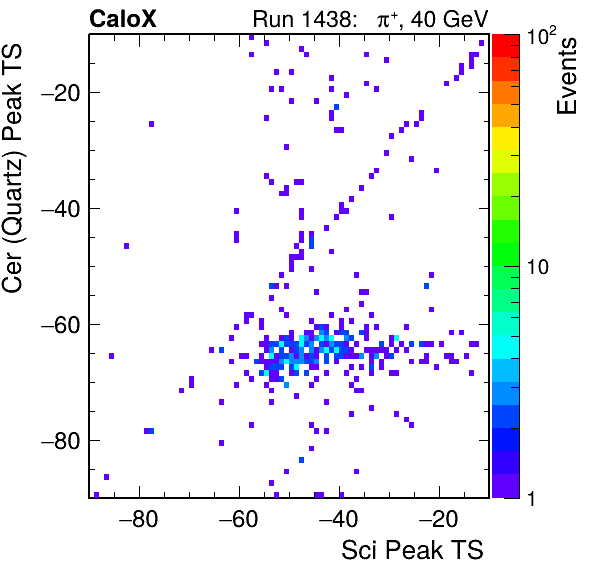 CaloX Run 1438: π⁺, 40 GeV
Cer (Quartz) Peak TS
−20
−40
−60
−80
−80 −60 −40 −20
Sci Peak TS
10²
10
1
Events